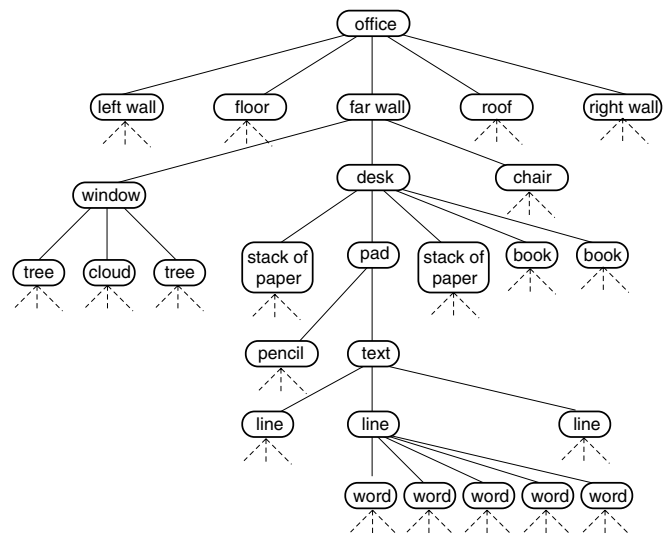 office
left wall floor far wall roof right wall
window desk chair
tree cloud tree stack of paper pad stack of paper book book
pencil text
line line line
word word word word word